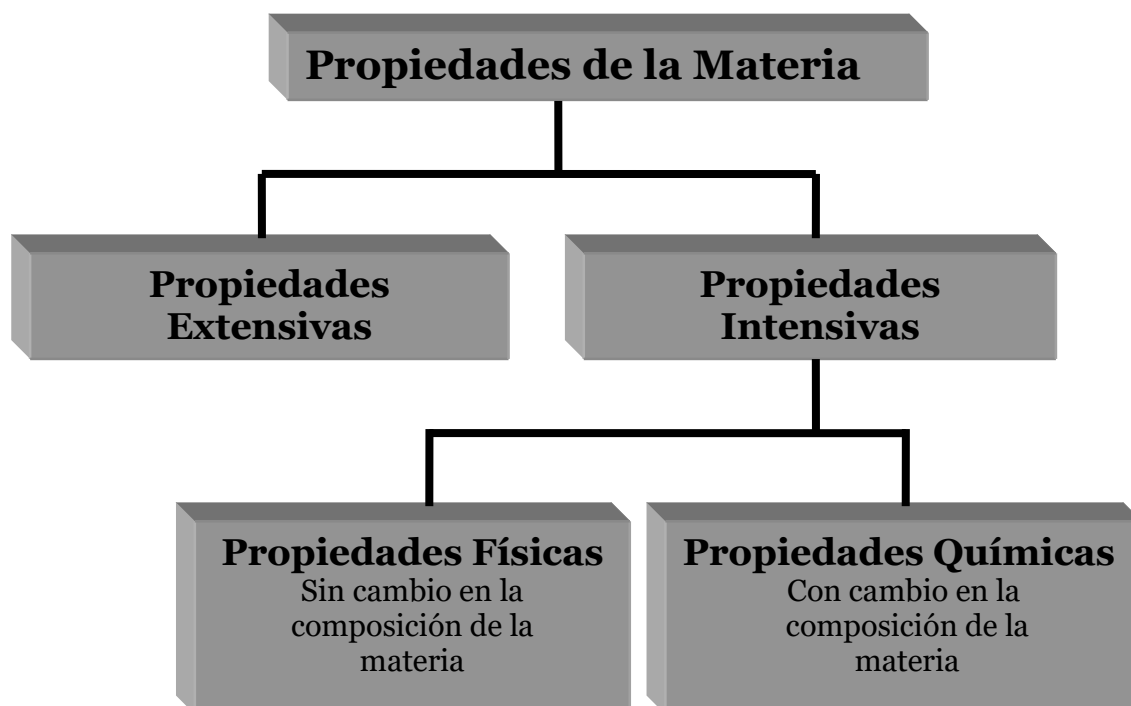 Propiedades de la Materia
Propiedades
Extensivas
Propiedades
Intensivas
Propiedades Físicas
Sin cambio en la
composición de la
materia
Propiedades Químicas
Con cambio en la
composición de la
materia